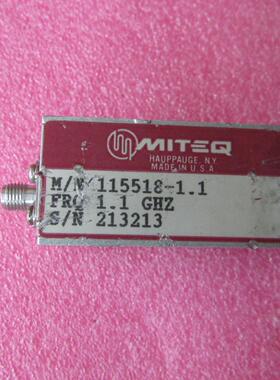 MITEQ
HAUPPAUGE, N.Y.
MADE IN U.S.A
M/N 115518-1.1
FRQ 1.1 GHZ
S/N 213213